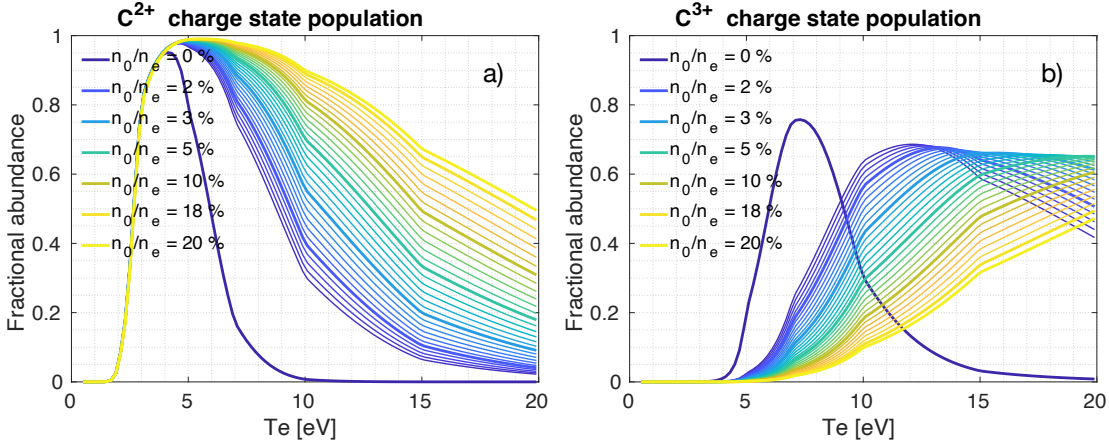 C2+ charge state population
1
0.8
0.6
0.4
0.2
0
Fractional abundance
n0/ne = 0 %
n0/ne = 2 %
n0/ne = 3 %
n0/ne = 5 %
n0/ne = 10 %
n0/ne = 18 %
n0/ne = 20 %
a)
0 5 10 15 20
Te [eV]
C3+ charge state population
1
0.8
0.6
0.4
0.2
0
Fractional abundance
n0/ne = 0 %
n0/ne = 2 %
n0/ne = 3 %
n0/ne = 5 %
n0/ne = 10 %
n0/ne = 18 %
n0/ne = 20 %
b)
0 5 10 15 20
Te [eV]